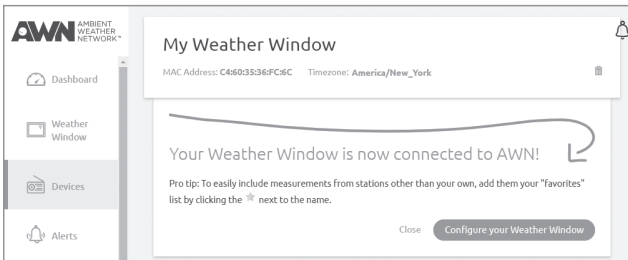 AWN AMBIENT
WEATHER
NETWORK™
Dashboard
Weather
Window
Devices
Alerts
My Weather Window
MAC Address: C4:60:35:36:FC:6C Timezone: America/New_York
Your Weather Window is now connected to AWN!
Pro tip: To easily include measurements from stations other than your own, add them your "favorites"
list by clicking the ★ next to the name.
Close Configure your Weather Window